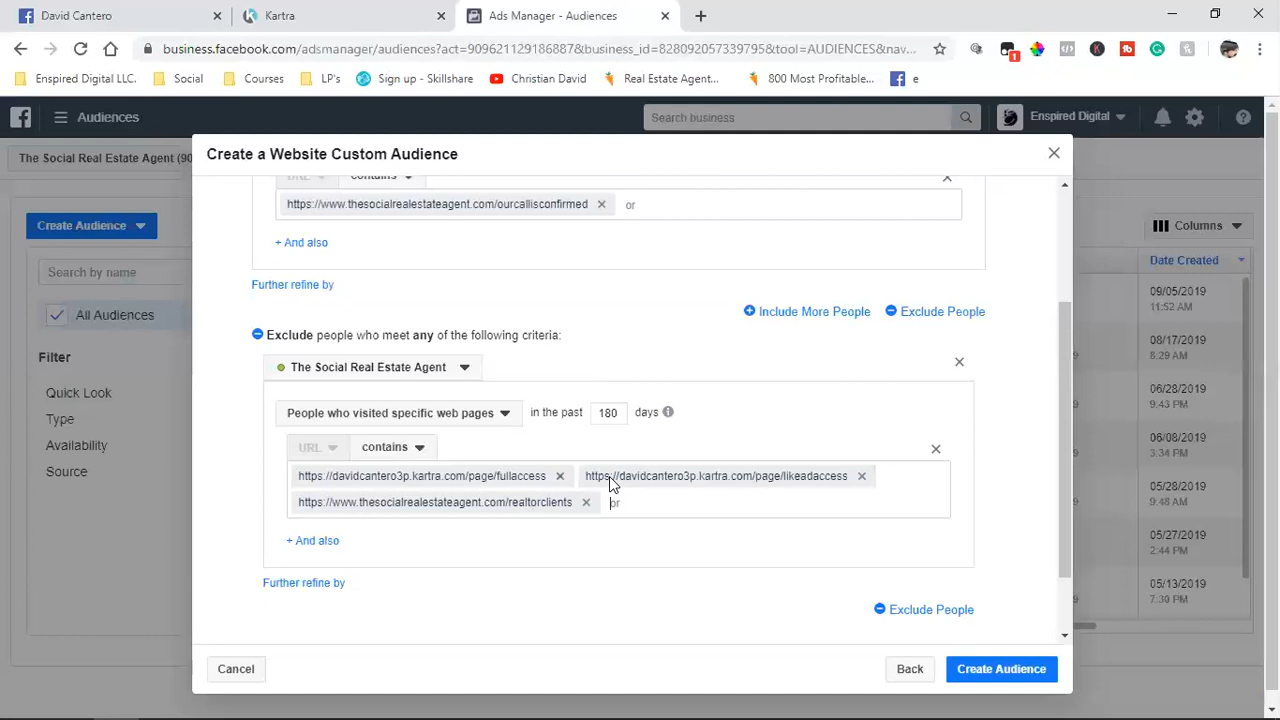 David Cantero
Kartra
Ads Manager - Audiences
business.facebook.com/adsmanager/audiences?act=909621129186887&business_id=828092057339795&tool=AUDIENCES&nav...
1
Enspired Digital LLC.
Social
Courses
LP's
Sign up - Skillshare
Christian David
Real Estate Agent...
800 Most Profitable...
e
Audiences
Search business
Enspired Digital
The Social Real Estate Agent (90
Create a Website Custom Audience
URL contains
https://www.thesocialrealestateagent.com/ourcallisconfirmed
or
+ And also
Further refine by
Include More People
Exclude People
Exclude people who meet any of the following criteria:
The Social Real Estate Agent
People who visited specific web pages
in the past 180 days
URL contains
https://davidcantero3p.kartra.com/page/fullaccess
https://davidcantero3p.kartra.com/page/likeadaccess
https://www.thesocialrealestateagent.com/realtorclients
or
+ And also
Further refine by
Exclude People
Cancel
Back
Create Audience
Create Audience
Search by name
All Audiences
Filter
Quick Look
Type
Availability
Source
Columns
Date Created
09/05/2019
11:52 AM
08/17/2019
8:29 AM
06/28/2019
9:43 PM
06/08/2019
3:34 PM
05/27/2019
2:44 PM
05/13/2019
7:30 PM